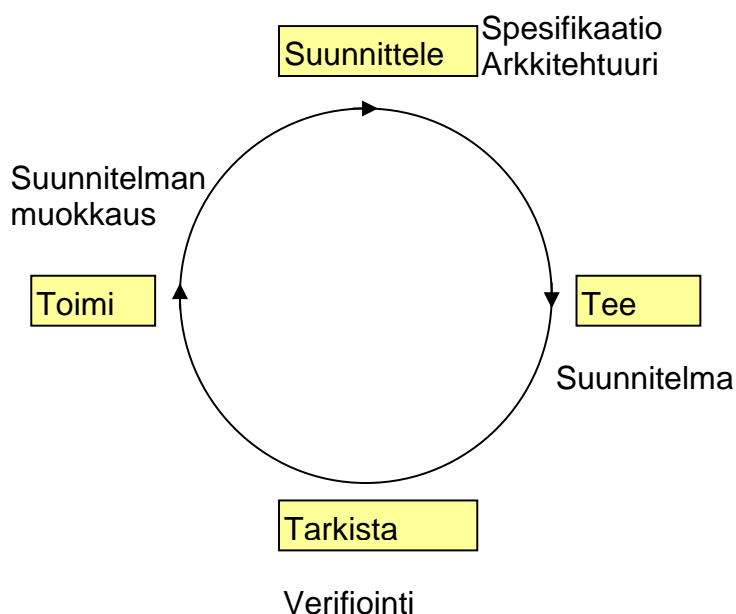 Suunnittele
Spesifikaatio
Arkkitehtuuri
Suunnitelman
muokkaus
Toimi
Tee
Suunnitelma
Tarkista
Verifiointi